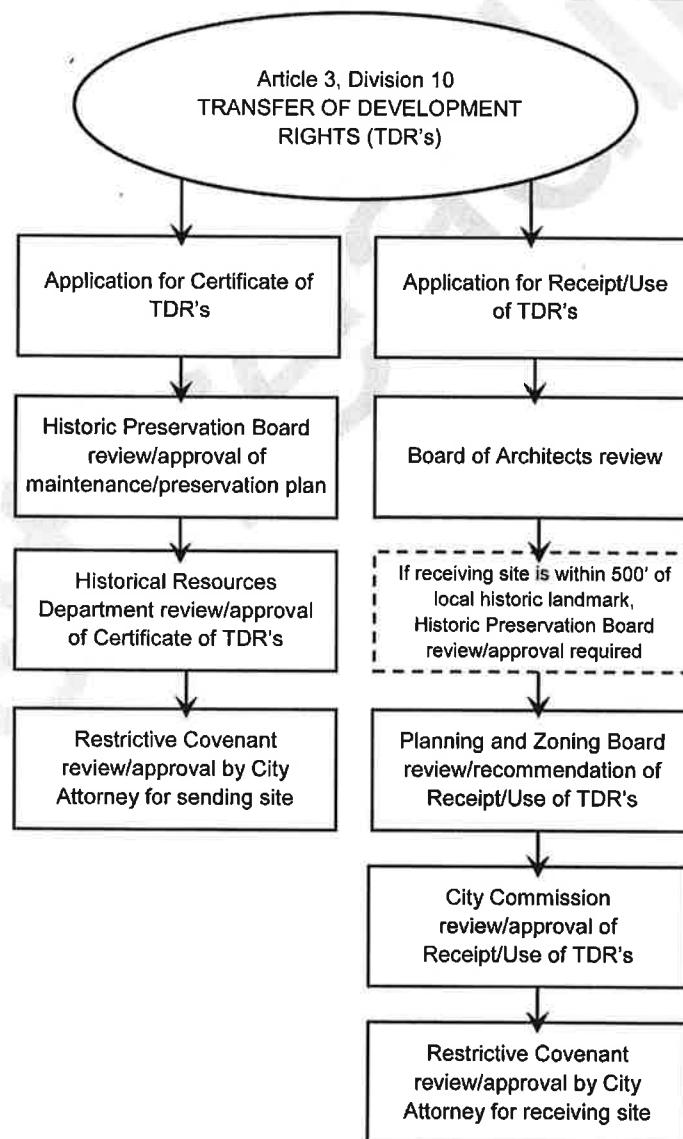 Article 3, Division 10
TRANSFER OF DEVELOPMENT
RIGHTS (TDR's)
Application for Certificate of
TDR's
Historic Preservation Board
review/approval of
maintenance/preservation plan
Historical Resources
Department review/approval
of Certificate of TDR's
Restrictive Covenant
review/approval by City
Attorney for sending site
Application for Receipt/Use
of TDR's
Board of Architects review
If receiving site is within 500' of
local historic landmark,
Historic Preservation Board
review/approval required
Planning and Zoning Board
review/recommendation of
Receipt/Use of TDR's
City Commission
review/approval of
Receipt/Use of TDR's
Restrictive Covenant
review/approval by City
Attorney for receiving site